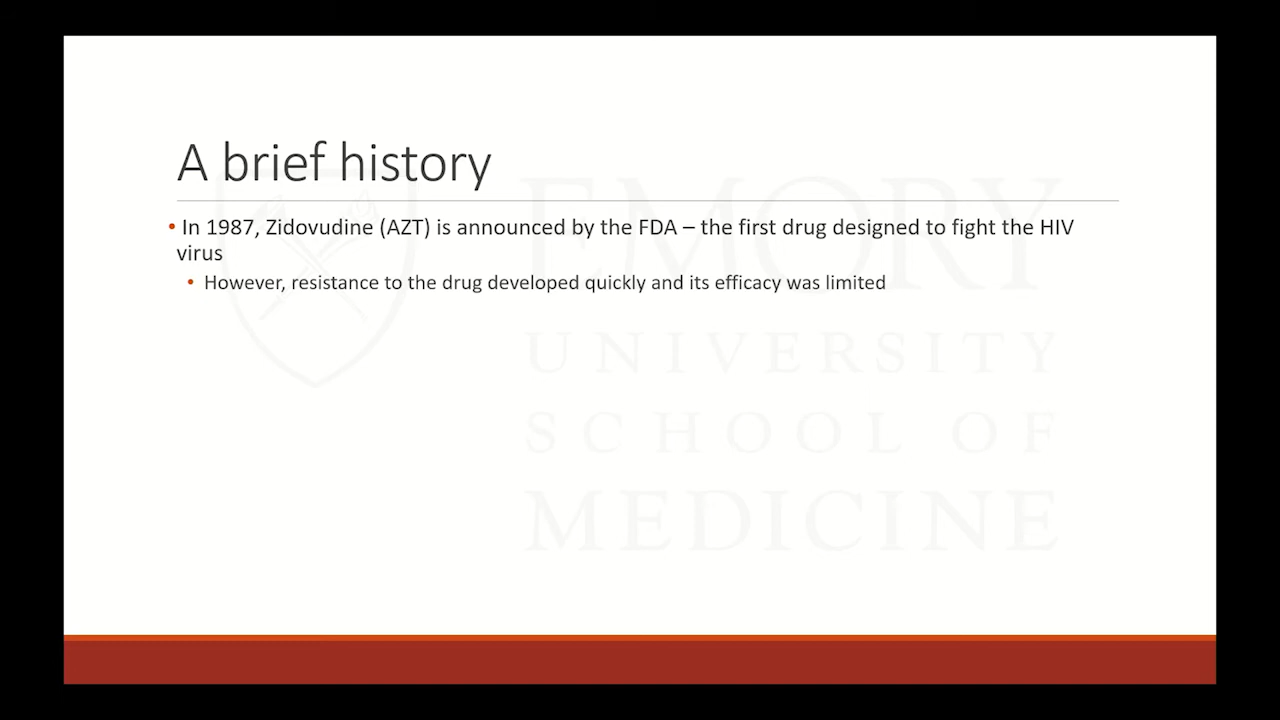 A brief history
• In 1987, Zidovudine (AZT) is announced by the FDA – the first drug designed to fight the HIV
virus
• However, resistance to the drug developed quickly and its efficacy was limited
EMORY
UNIVERSITY
SCHOOL OF
MEDICINE